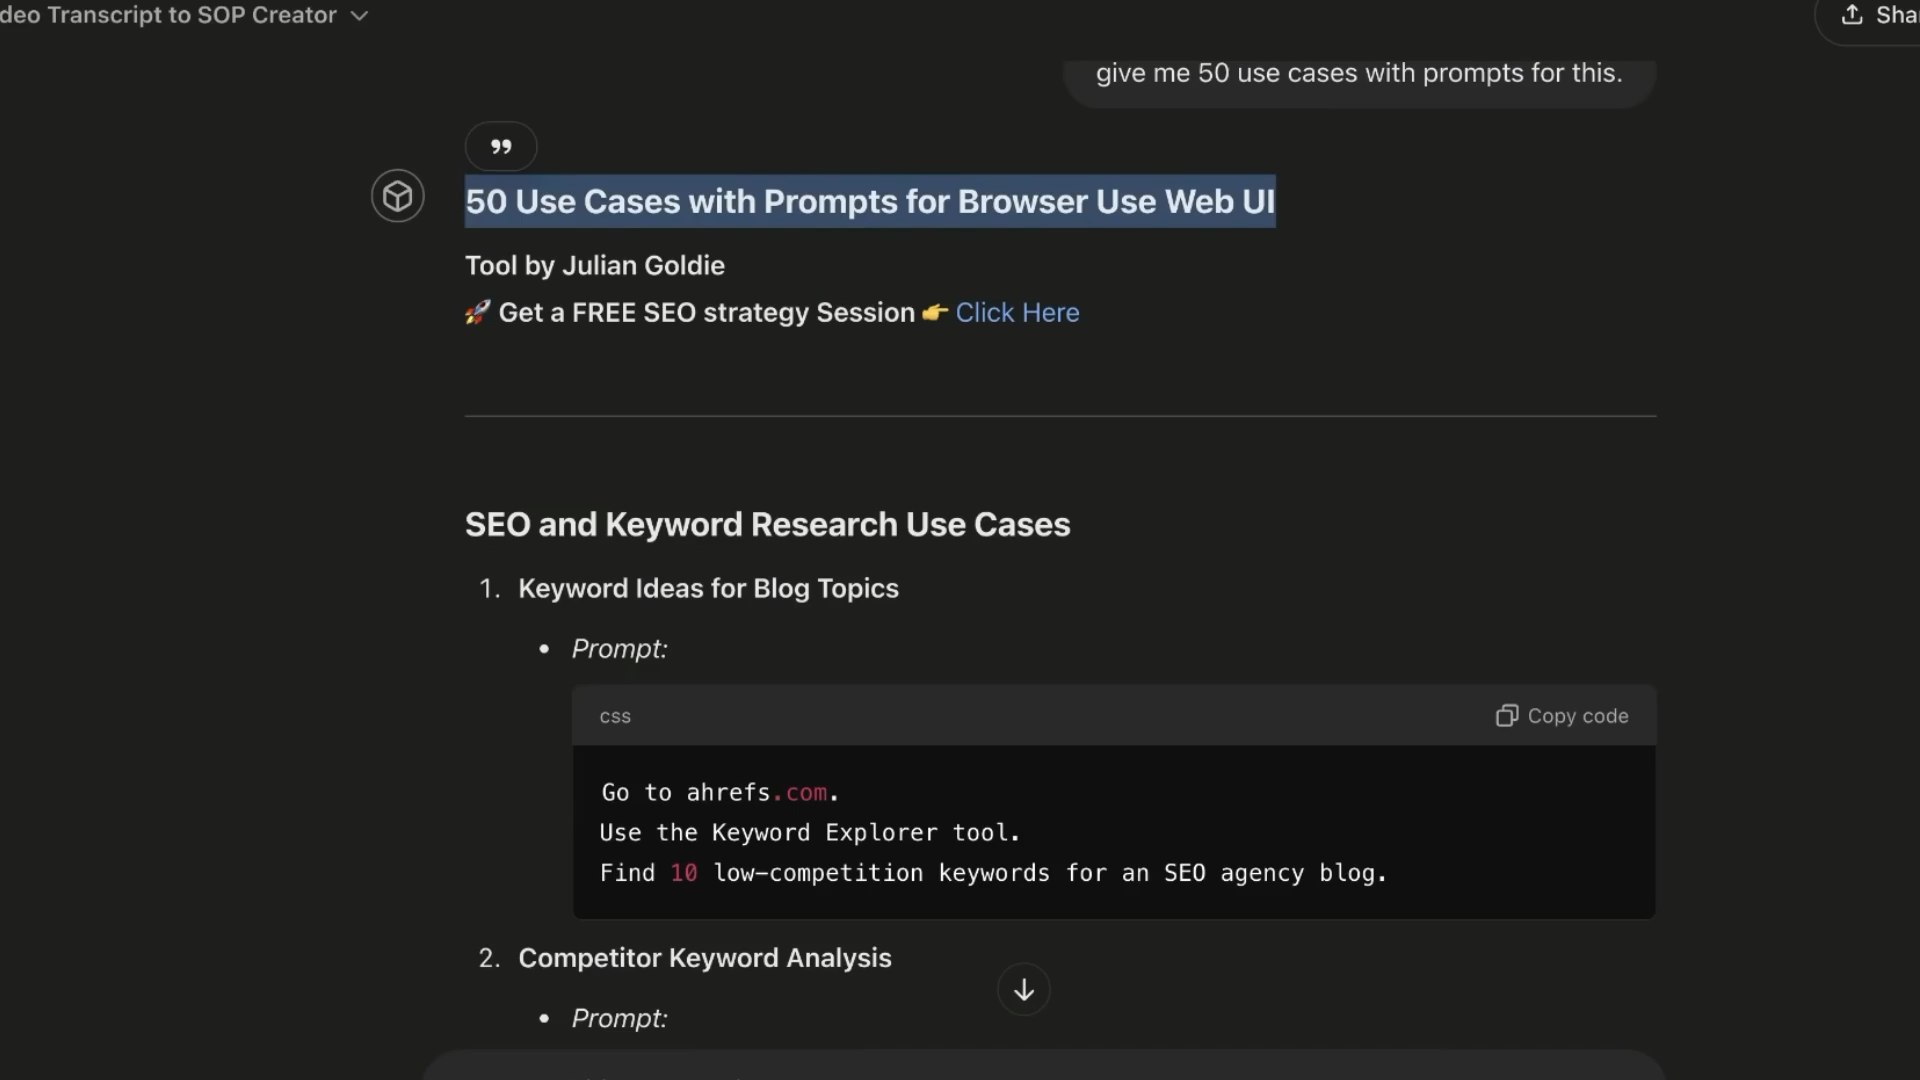 deo Transcript to SOP Creator
Shar
give me 50 use cases with prompts for this.
50 Use Cases with Prompts for Browser Use Web UI
Tool by Julian Goldie
🚀 Get a FREE SEO strategy Session 👉 Click Here
SEO and Keyword Research Use Cases
1. Keyword Ideas for Blog Topics
• Prompt:
css
Copy code
Go to ahrefs.com.
Use the Keyword Explorer tool.
Find 10 low-competition keywords for an SEO agency blog.
2. Competitor Keyword Analysis
• Prompt: